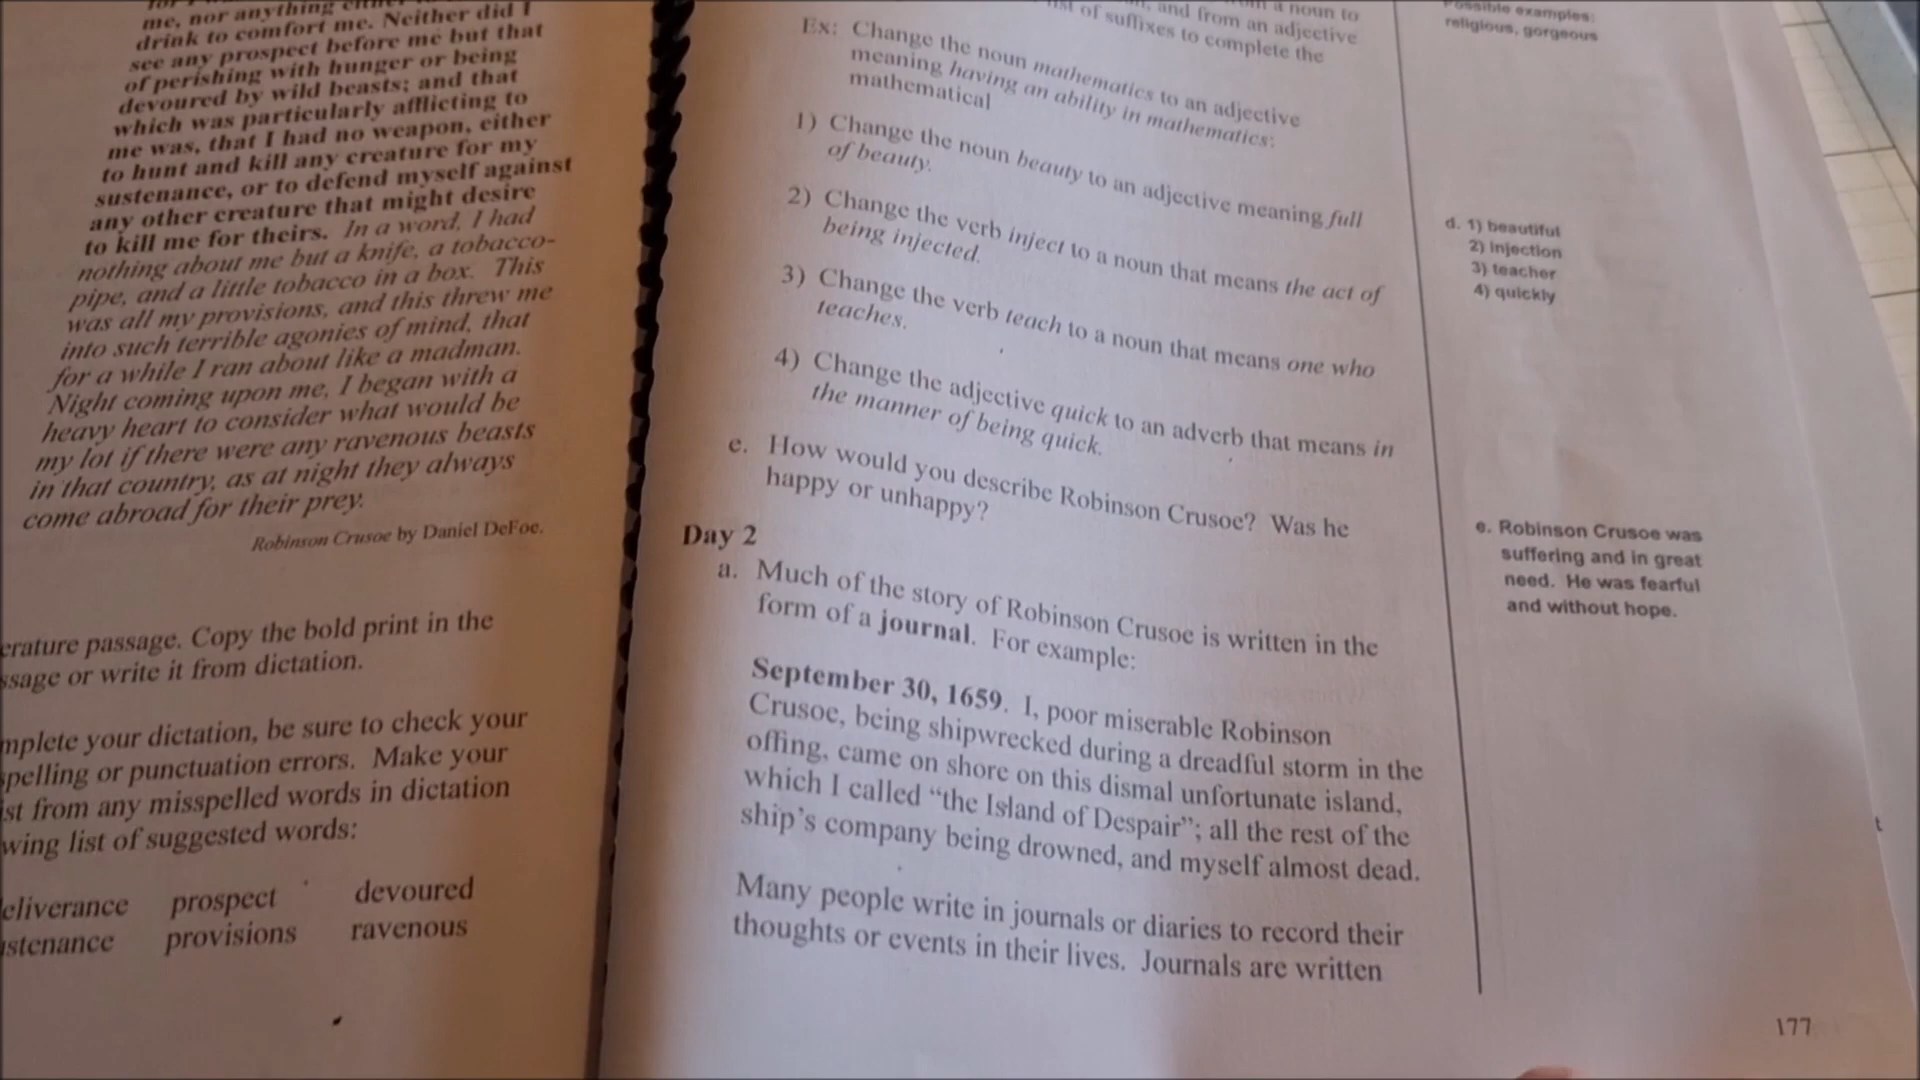 me, nor anything
drink to comfort me. Neither did I
see any prospect before me but that
of perishing with hunger or being
devoured by wild beasts; and that
which was particularly afflicting to
me was, that I had no weapon, either
to hunt and kill any creature for my
sustenance, or to defend myself against
any other creature that might desire
to kill me for theirs. In a word, I had
nothing about me but a knife, a tobacco-
pipe, and a little tobacco in a box. This
was all my provisions, and this threw me
into such terrible agonies of mind, that
for a while I ran about like a madman.
Night coming upon me, I began with a
heavy heart to consider what would be
my lot if there were any ravenous beasts
in that country, as at night they always
come abroad for their prey.
Robinson Crusoe by Daniel DeFoe.
erature passage. Copy the bold print in the
ssage or write it from dictation.
mplete your dictation, be sure to check your
spelling or punctuation errors. Make your
ist from any misspelled words in dictation
wing list of suggested words:
eliverance prospect devoured
ustenance provisions ravenous
a noun to
and from an adjective
list of suffixes to complete the
Ex: Change the noun mathematics to an adjective
meaning having an ability in mathematics:
mathematical
1) Change the noun beauty to an adjective meaning full
of beauty.
2) Change the verb inject to a noun that means the act of
being injected.
3) Change the verb teach to a noun that means one who
teaches.
4) Change the adjective quick to an adverb that means in
the manner of being quick.
e. How would you describe Robinson Crusoe? Was he
happy or unhappy?
Day 2
a. Much of the story of Robinson Crusoe is written in the
form of a journal. For example:
September 30, 1659. I, poor miserable Robinson
Crusoe, being shipwrecked during a dreadful storm in the
offing, came on shore on this dismal unfortunate island,
which I called “the Island of Despair”; all the rest of the
ship’s company being drowned, and myself almost dead.
Many people write in journals or diaries to record their
thoughts or events in their lives. Journals are written
Possible examples:
religious, gorgeous
d. 1) beautiful
2) injection
3) teacher
4) quickly
e. Robinson Crusoe was
suffering and in great
need. He was fearful
and without hope.
177